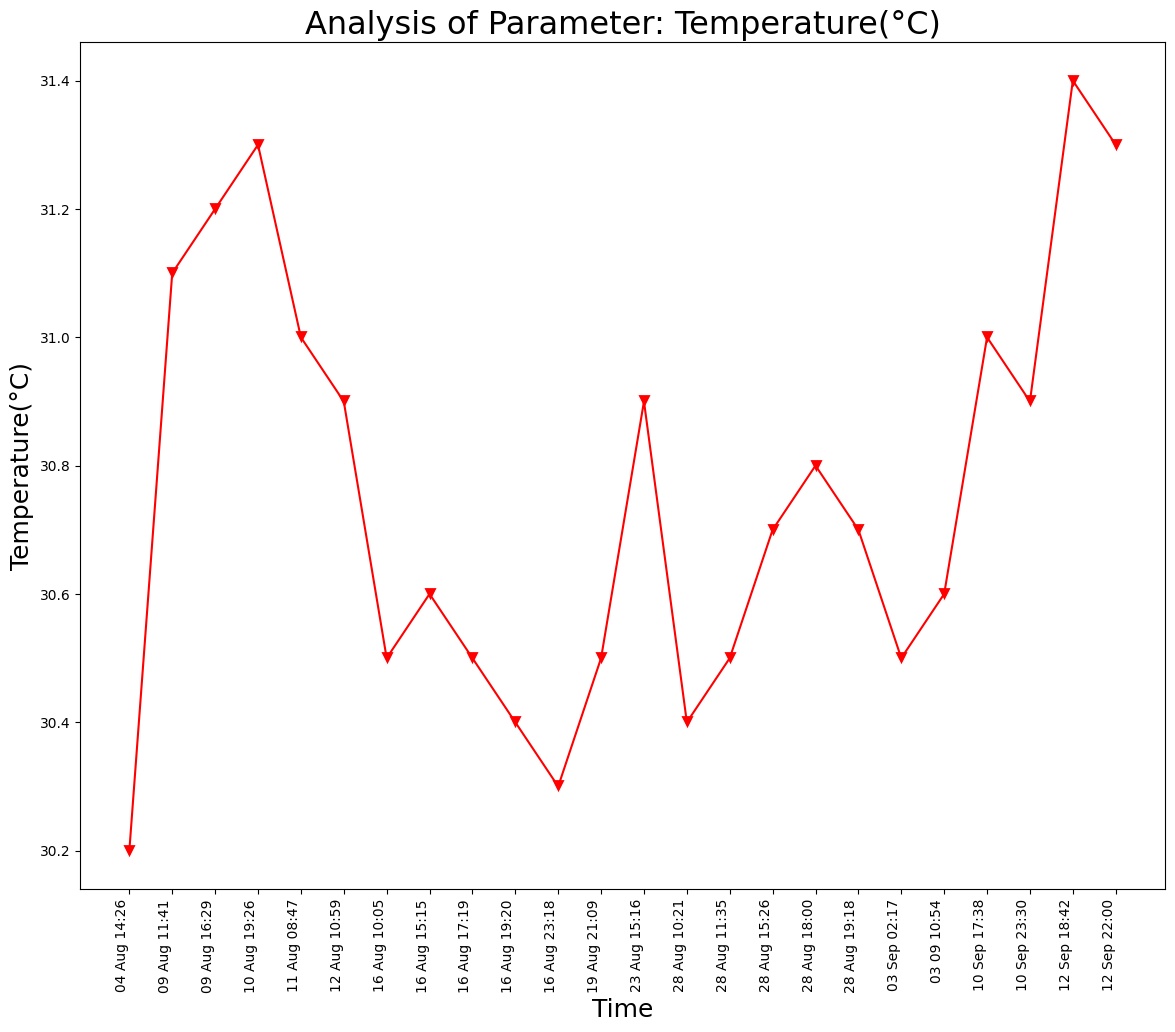 Analysis of Parameter: Temperature(°C)
Temperature(°C)
31.4
31.2
31.0
30.8
30.6
30.4
30.2
04 Aug 14:26
09 Aug 11:41
09 Aug 16:29
10 Aug 19:26
11 Aug 08:47
12 Aug 10:59
16 Aug 10:05
16 Aug 15:15
16 Aug 17:19
16 Aug 19:20
16 Aug 23:18
19 Aug 21:09
23 Aug 15:16
28 Aug 10:21
28 Aug 11:35
28 Aug 15:26
28 Aug 18:00
28 Aug 19:18
03 Sep 02:17
03 09 10:54
10 Sep 17:38
10 Sep 23:30
12 Sep 18:42
12 Sep 22:00
Time